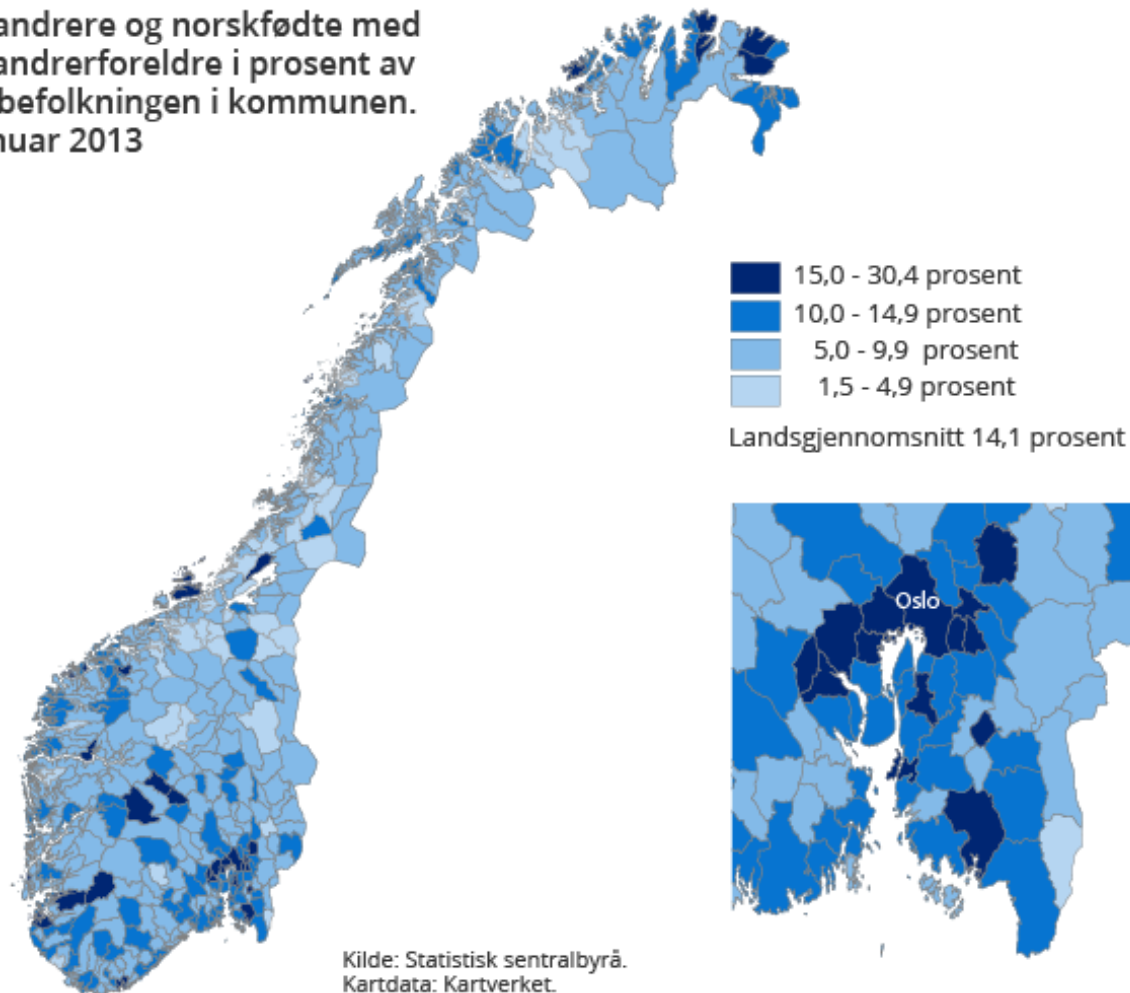 andrere og norskfødte med
andrerforeldre i prosent av
befolkningen i kommunen.
nuar 2013
15,0 - 30,4 prosent
10,0 - 14,9 prosent
5,0 - 9,9 prosent
1,5 - 4,9 prosent
Landsgjennomsnitt 14,1 prosent
Oslo
Kilde: Statistisk sentralbyrå.
Kartdata: Kartverket.